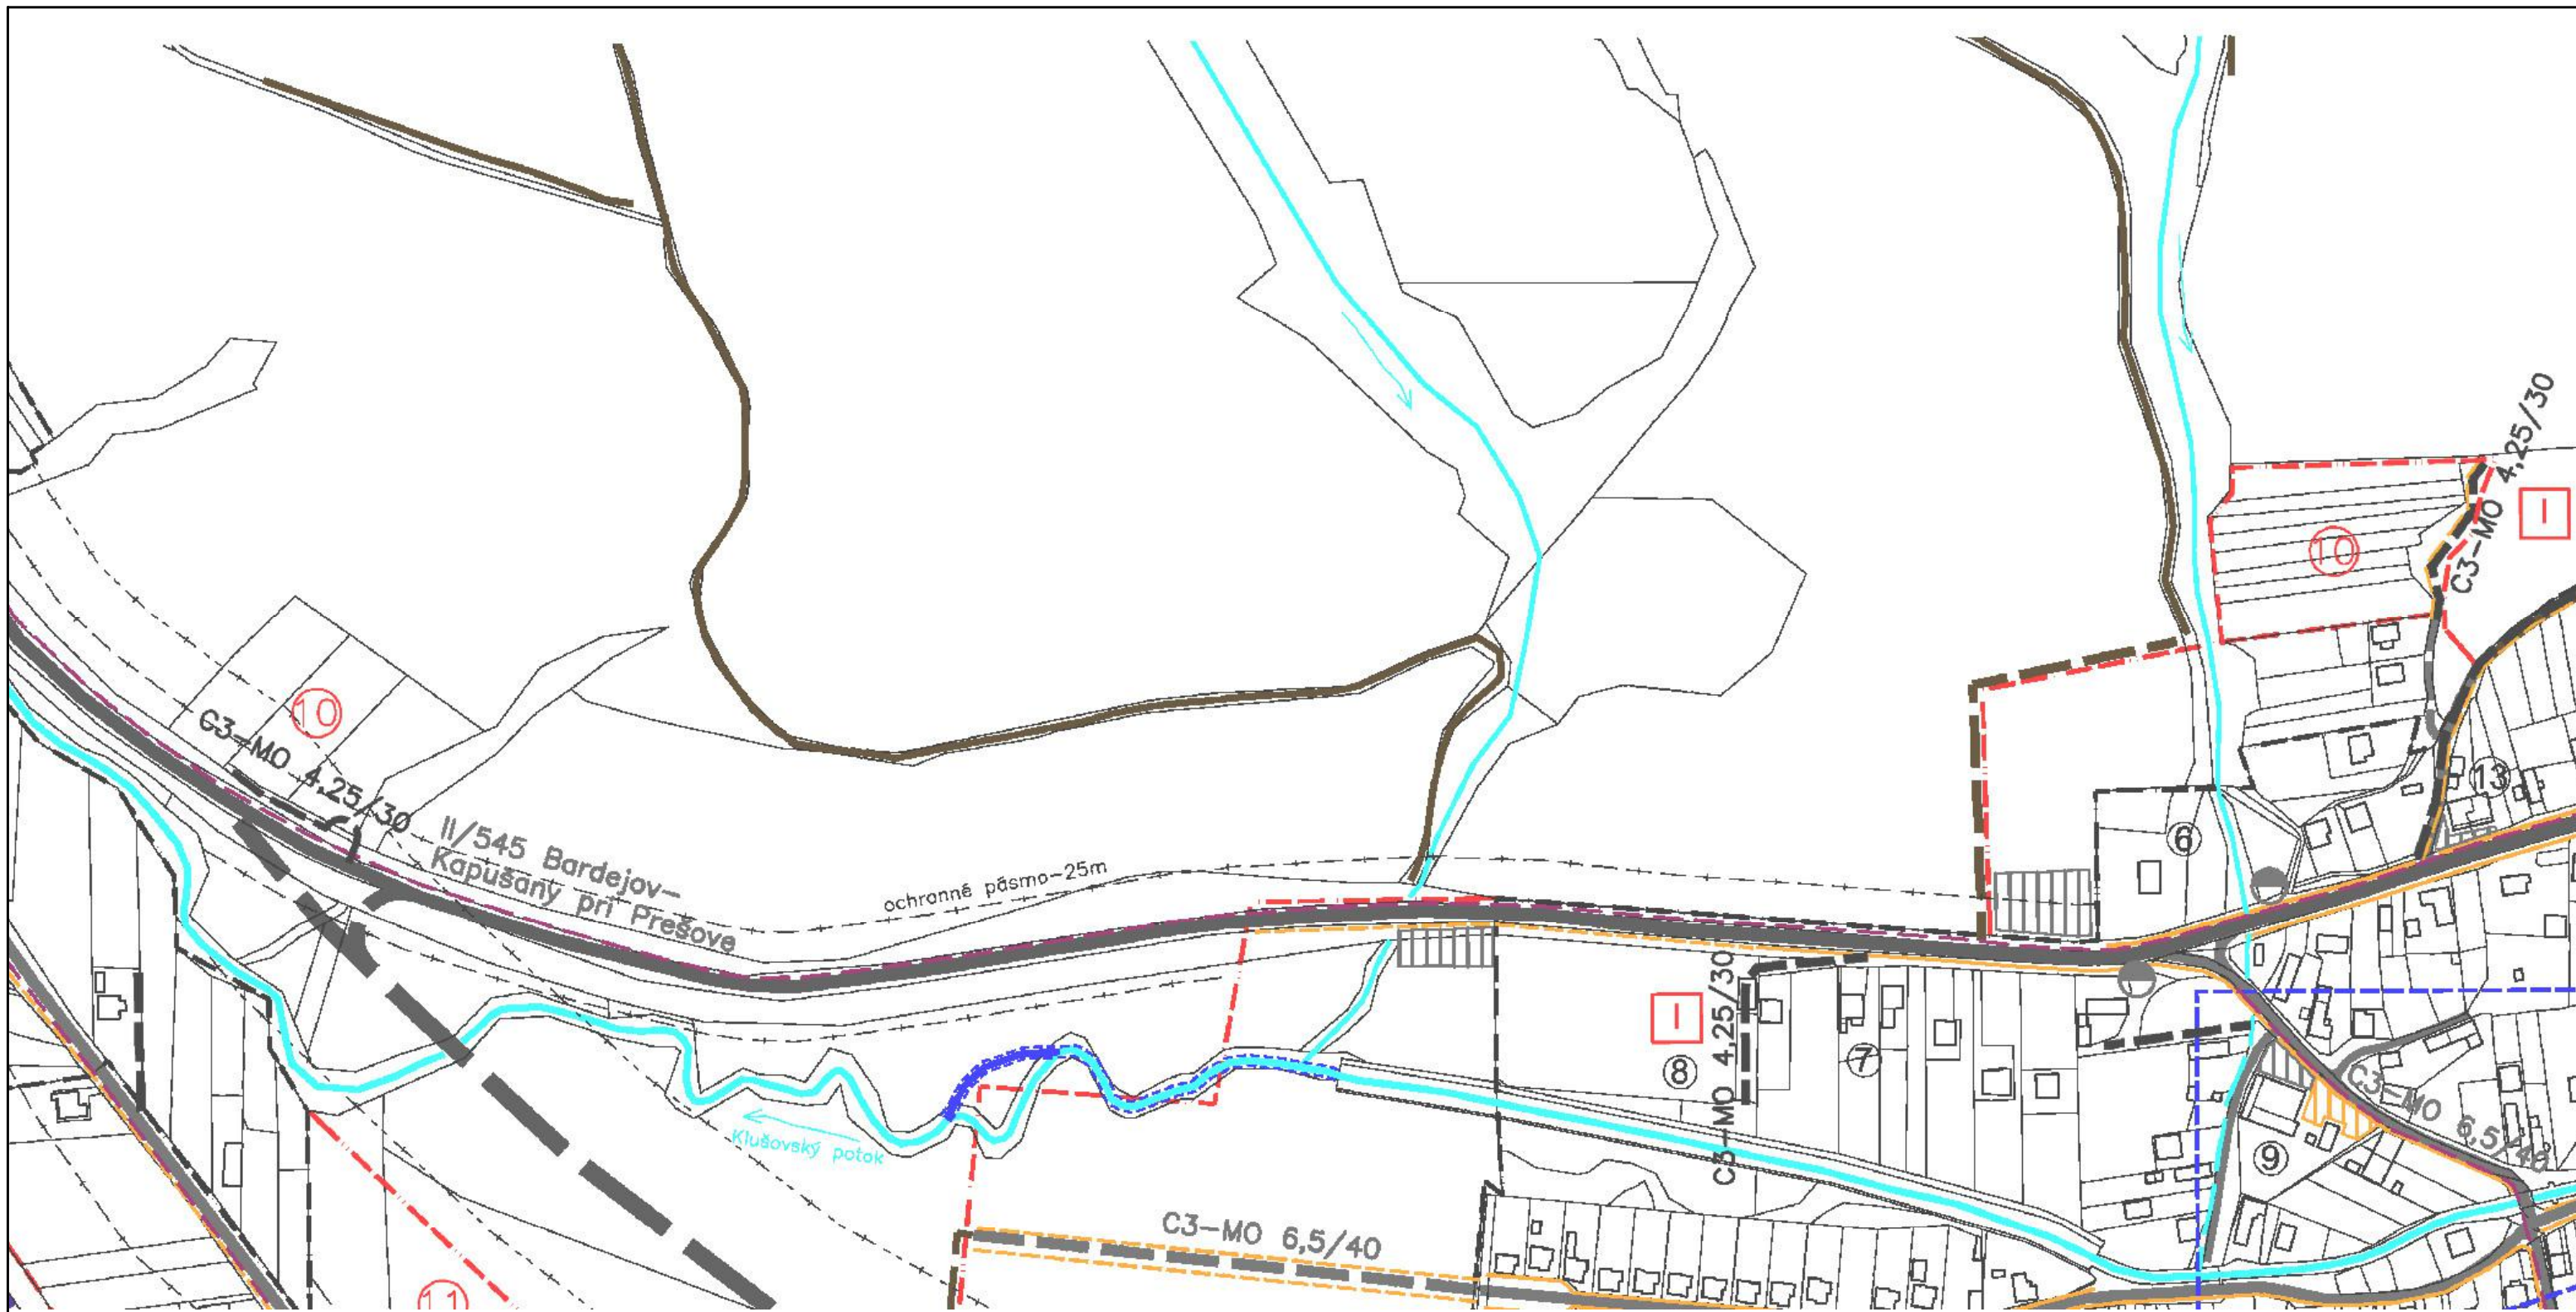 C3-MO 4,25/30
I
10
10
C3-MO 4,25/30
13
II/545 Bardejov-
Kapušany pri Prešove
6
ochranné pásmo-25m
C3-MO 4,25/30
I
8
7
Klušovský potok
C3-MO 6,5/40
9
C3-MO 6,5/40
11